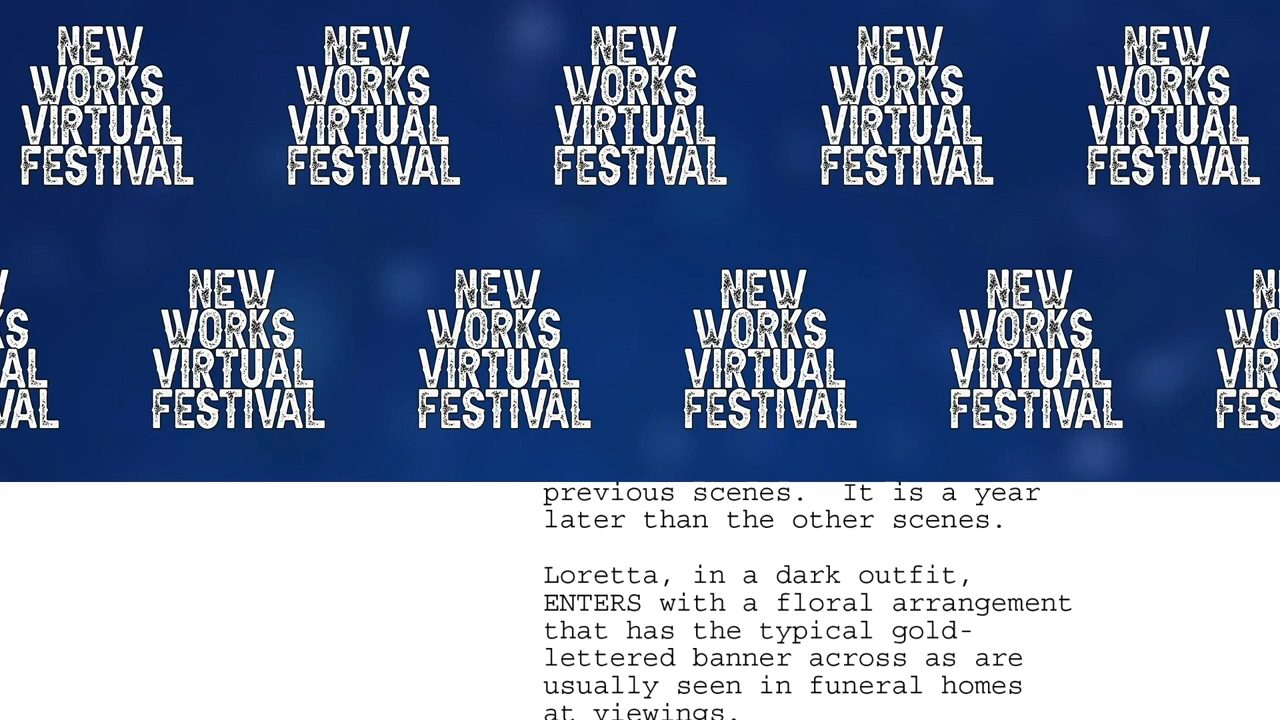 NEW
WORKS
VIRTUAL
FESTIVAL
NEW
WORKS
VIRTUAL
FESTIVAL
NEW
WORKS
VIRTUAL
FESTIVAL
NEW
WORKS
VIRTUAL
FESTIVAL
NEW
WORKS
VIRTUAL
FESTIVAL
NEW
WORKS
VIRTUAL
FESTIVAL
NEW
WORKS
VIRTUAL
FESTIVAL
NEW
WORKS
VIRTUAL
FESTIVAL
NEW
WORKS
VIRTUAL
FESTIVAL
previous scenes.  It is a year
later than the other scenes.
Loretta, in a dark outfit,
ENTERS with a floral arrangement
that has the typical gold-
lettered banner across as are
usually seen in funeral homes
at viewings.